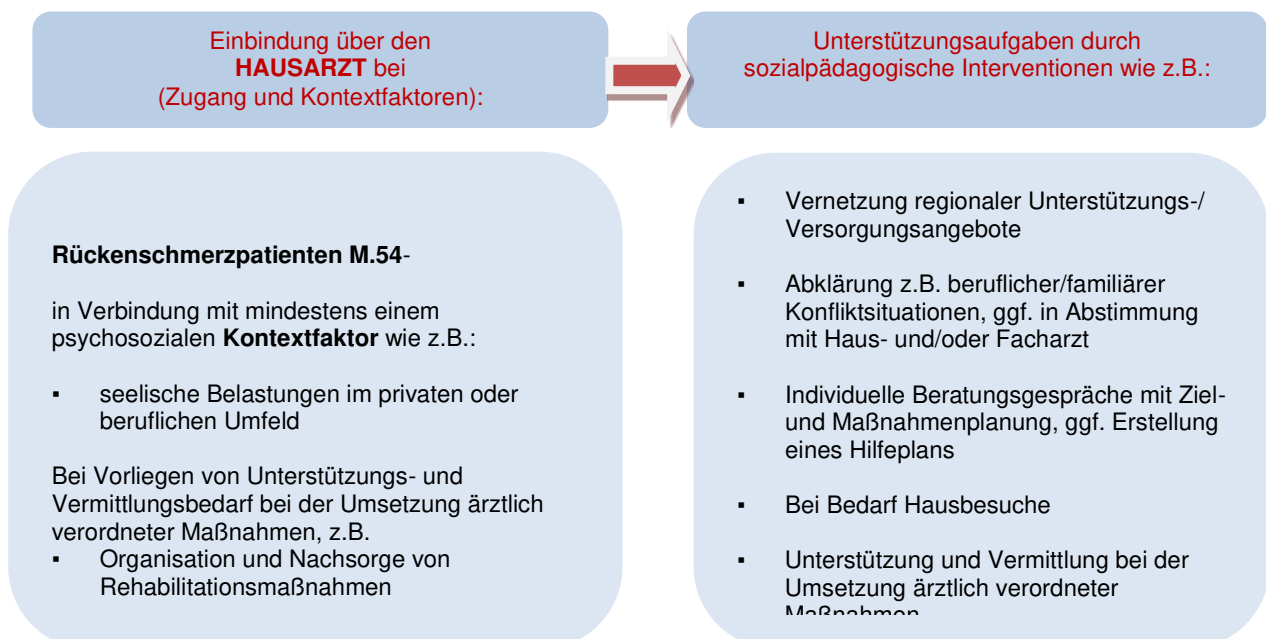 Einbindung über den
HAUSARZT bei
(Zugang und Kontextfaktoren):
Unterstützungsaufgaben durch
sozialpädagogische Interventionen wie z.B.:
Rückenschmerzpatienten M.54-
in Verbindung mit mindestens einem
psychosozialen Kontextfaktor wie z.B.:
▪ seelische Belastungen im privaten oder
beruflichen Umfeld
Bei Vorliegen von Unterstützungs- und
Vermittlungsbedarf bei der Umsetzung ärztlich
verordneter Maßnahmen, z.B.
▪ Organisation und Nachsorge von
Rehabilitationsmaßnahmen
▪ Vernetzung regionaler Unterstützungs-/
Versorgungsangebote
▪ Abklärung z.B. beruflicher/familiärer
Konfliktsituationen, ggf. in Abstimmung
mit Haus- und/oder Facharzt
▪ Individuelle Beratungsgespräche mit Ziel-
und Maßnahmenplanung, ggf. Erstellung
eines Hilfeplans
▪ Bei Bedarf Hausbesuche
▪ Unterstützung und Vermittlung bei der
Umsetzung ärztlich verordneter
Maßnahmen